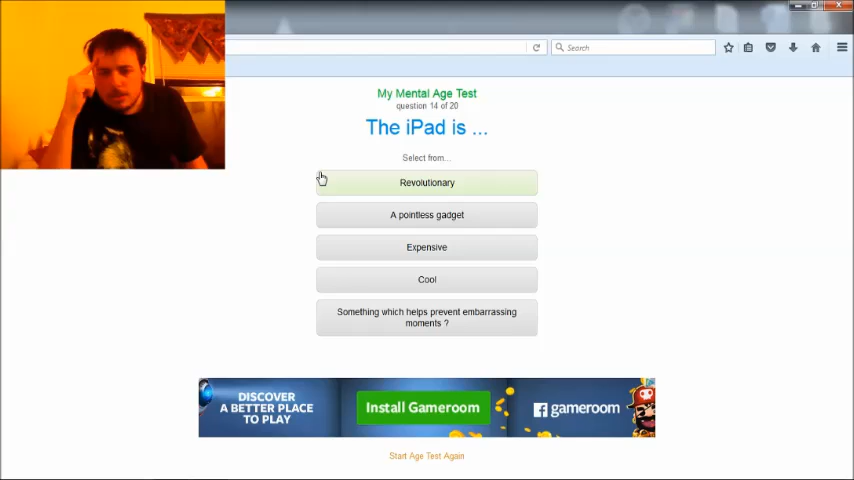 Search
My Mental Age Test
question 14 of 20
The iPad is ...
Select from...
Revolutionary
A pointless gadget
Expensive
Cool
Something which helps prevent embarrassing
moments ?
DISCOVER
A BETTER PLACE
TO PLAY
Install Gameroom
gameroom
Start Age Test Again